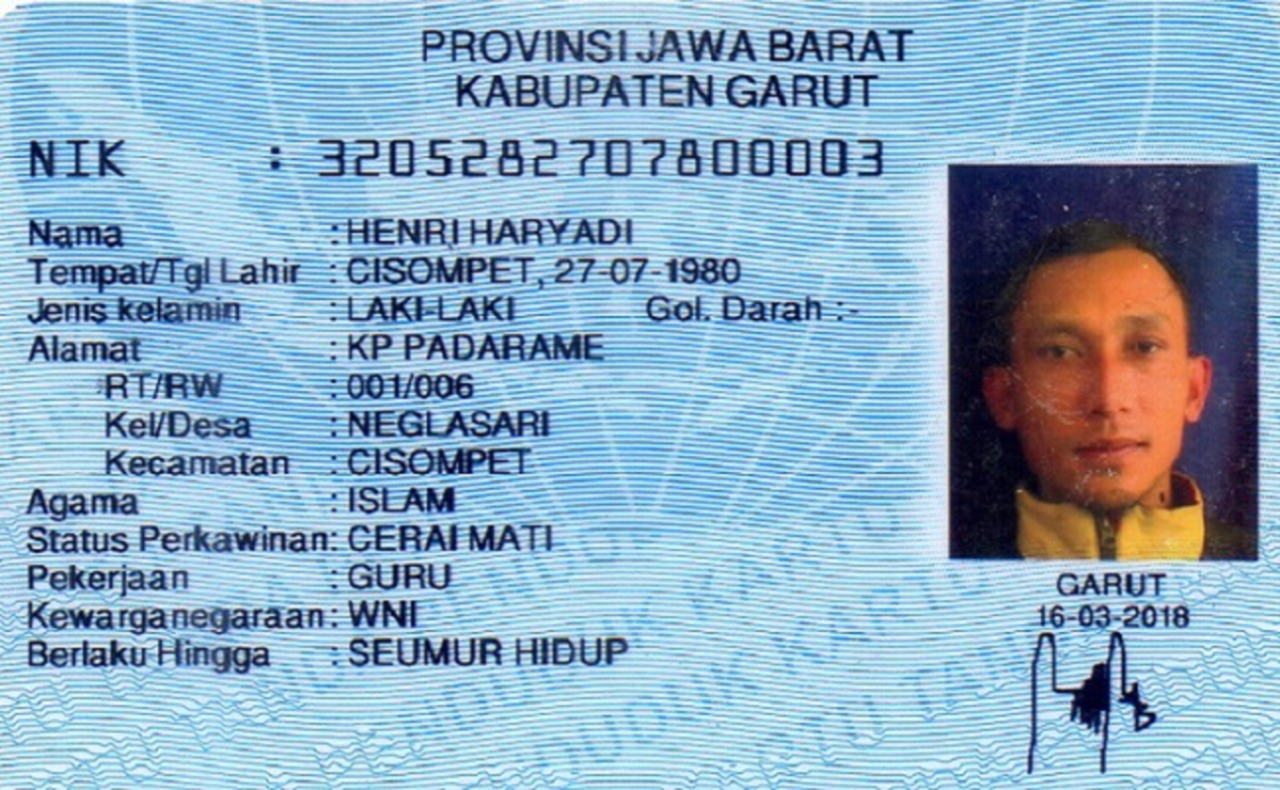 PROVINSI JAWA BARAT
KABUPATEN GARUT
NIK : 3205282707800003
Nama : HENRI HARYADI
Tempat/Tgl Lahir : CISOMPET, 27-07-1980
Jenis kelamin : LAKI-LAKI Gol. Darah :-
Alamat : KP PADARAME
RT/RW : 001/006
Kel/Desa : NEGLASARI
Kecamatan : CISOMPET
Agama : ISLAM
Status Perkawinan: CERAI MATI
Pekerjaan : GURU
Kewarganegaraan: WNI
Berlaku Hingga : SEUMUR HIDUP
GARUT
16-03-2018